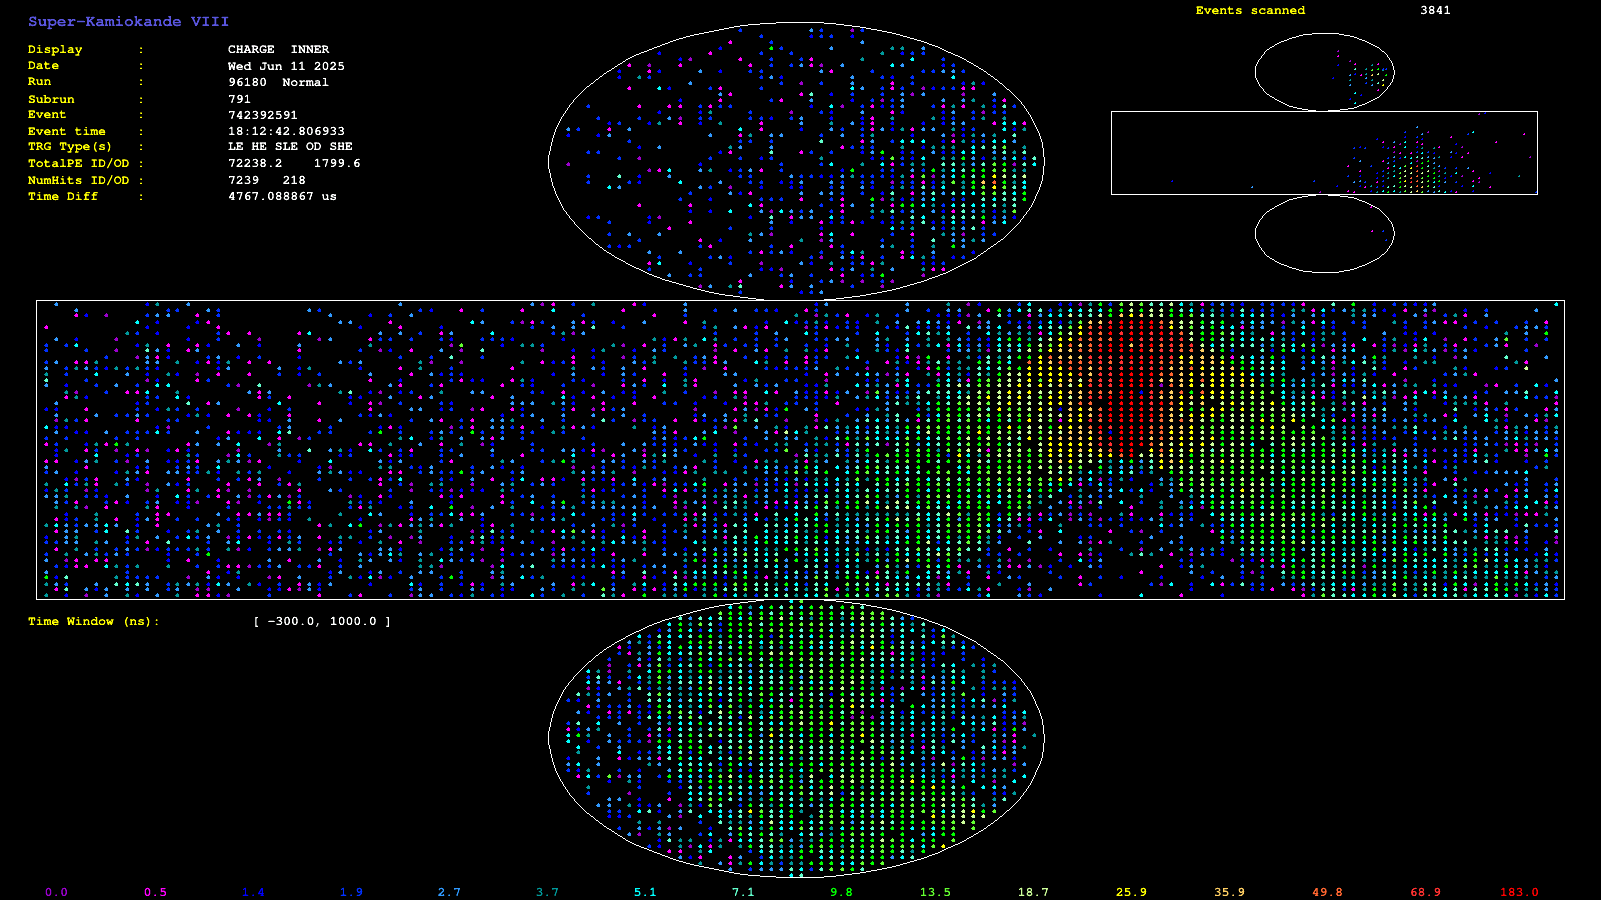 Super-Kamiokande VIII
Events scanned 3841
Display : CHARGE INNER
Date : Wed Jun 11 2025
Run : 96180 Normal
Subrun : 791
Event : 742392591
Event time : 18:12:42.806933
TRG Type(s) : LE HE SLE OD SHE
TotalPE ID/OD : 72238.2 1799.6
NumHits ID/OD : 7239 218
Time Diff : 4767.088867 us
Time Window (ns): [ -300.0, 1000.0 ]
0.0 0.5 1.4 1.9 2.7 3.7 5.1 7.1 9.8 13.5 18.7 25.9 35.9 49.8 68.9 183.0